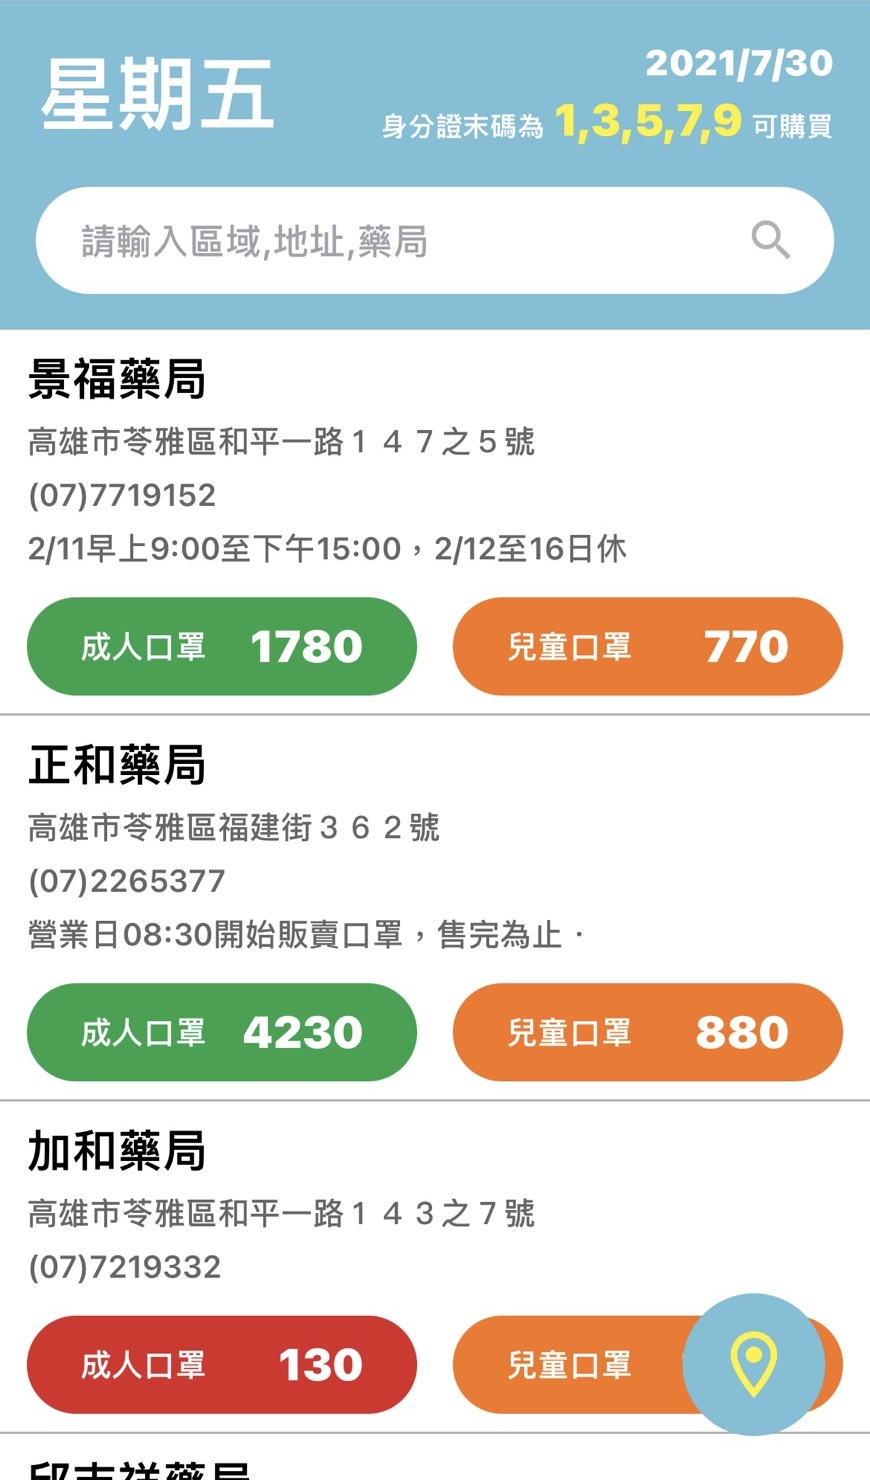 星期五
2021/7/30
身分證末碼為 1,3,5,7,9 可購買
請輸入區域,地址,藥局
景福藥局
高雄市苓雅區和平一路１４７之５號
(07)7719152
2/11早上9:00至下午15:00，2/12至16日休
成人口罩 1780
兒童口罩 770
正和藥局
高雄市苓雅區福建街３６２號
(07)2265377
營業日08:30開始販賣口罩，售完為止．
成人口罩 4230
兒童口罩 880
加和藥局
高雄市苓雅區和平一路１４３之７號
(07)7219332
成人口罩 130
兒童口罩